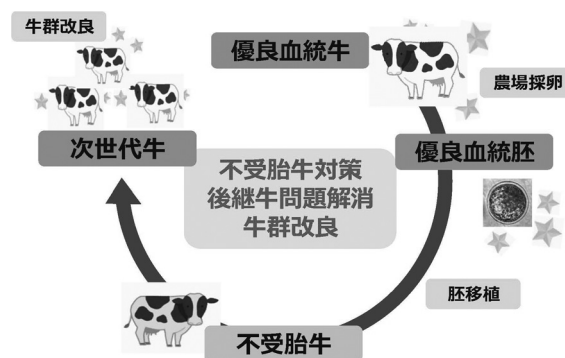 牛群改良
優良血統牛
農場採卵
次世代牛
優良血統胚
不受胎牛対策
後継牛問題解消
牛群改良
胚移植
不受胎牛